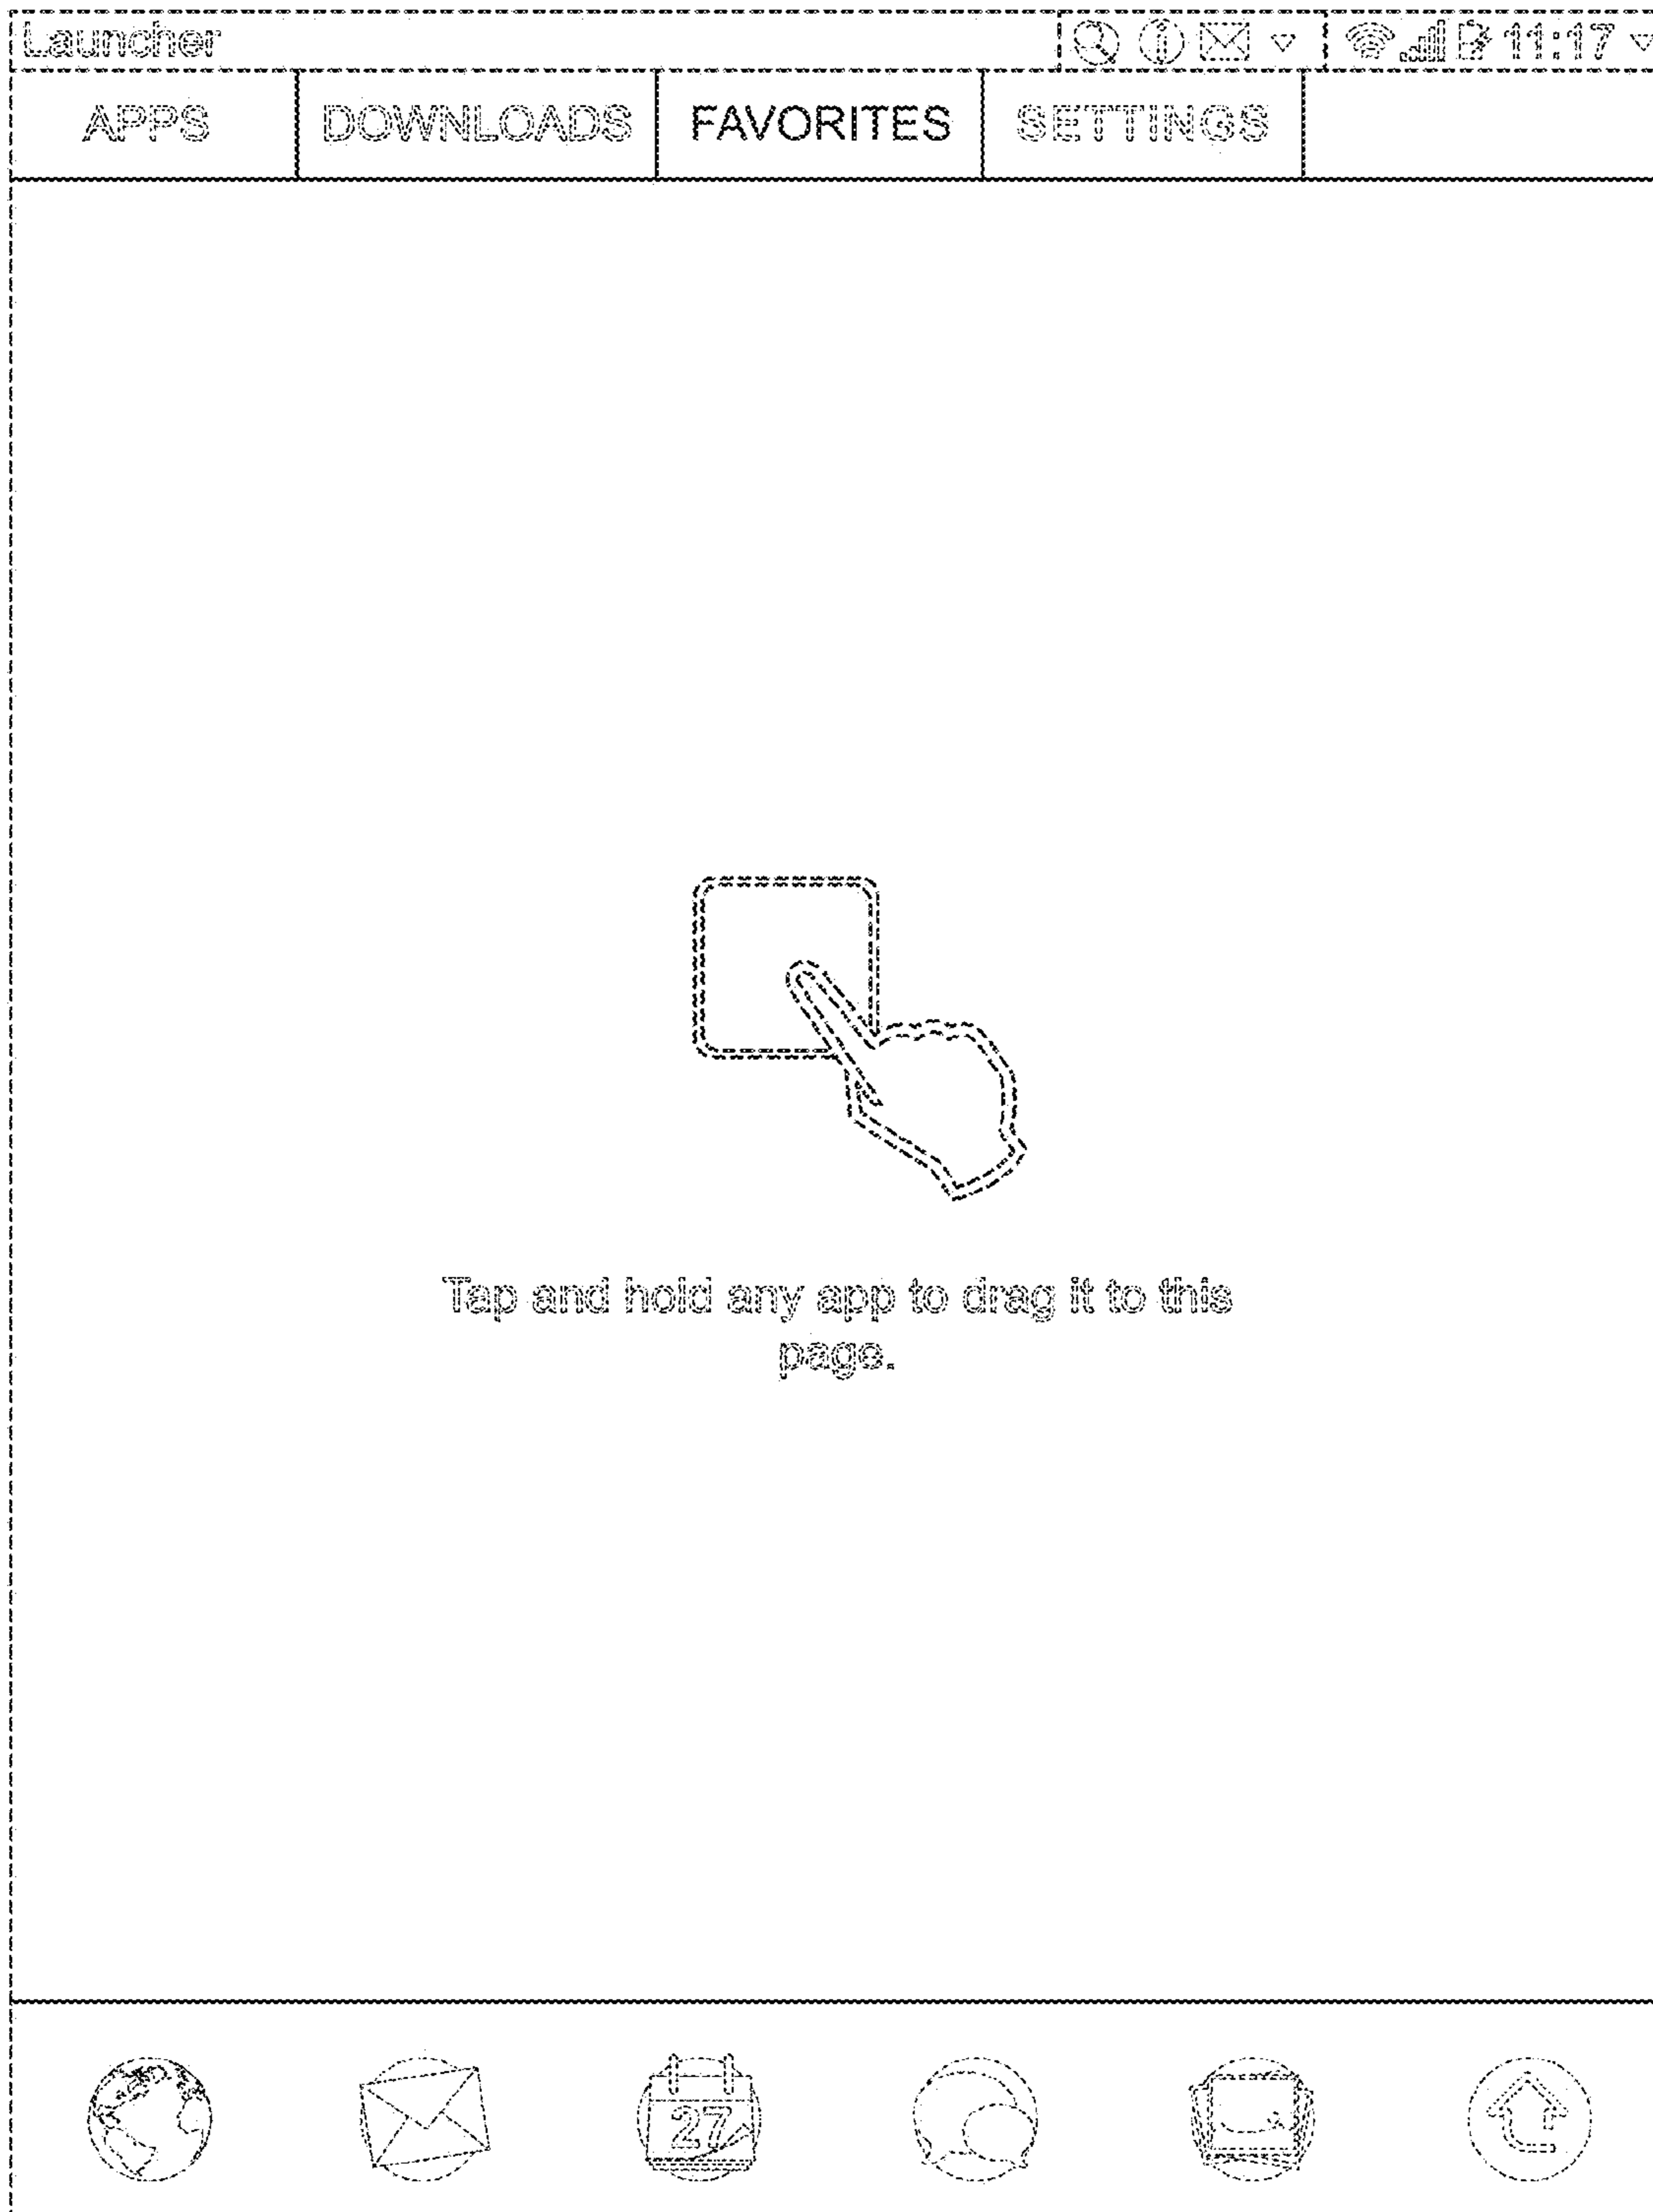 Launcher
11:17
APPS DOWNLOADS FAVORITES SETTINGS
Tap and hold any app to drag it to this
page.
27